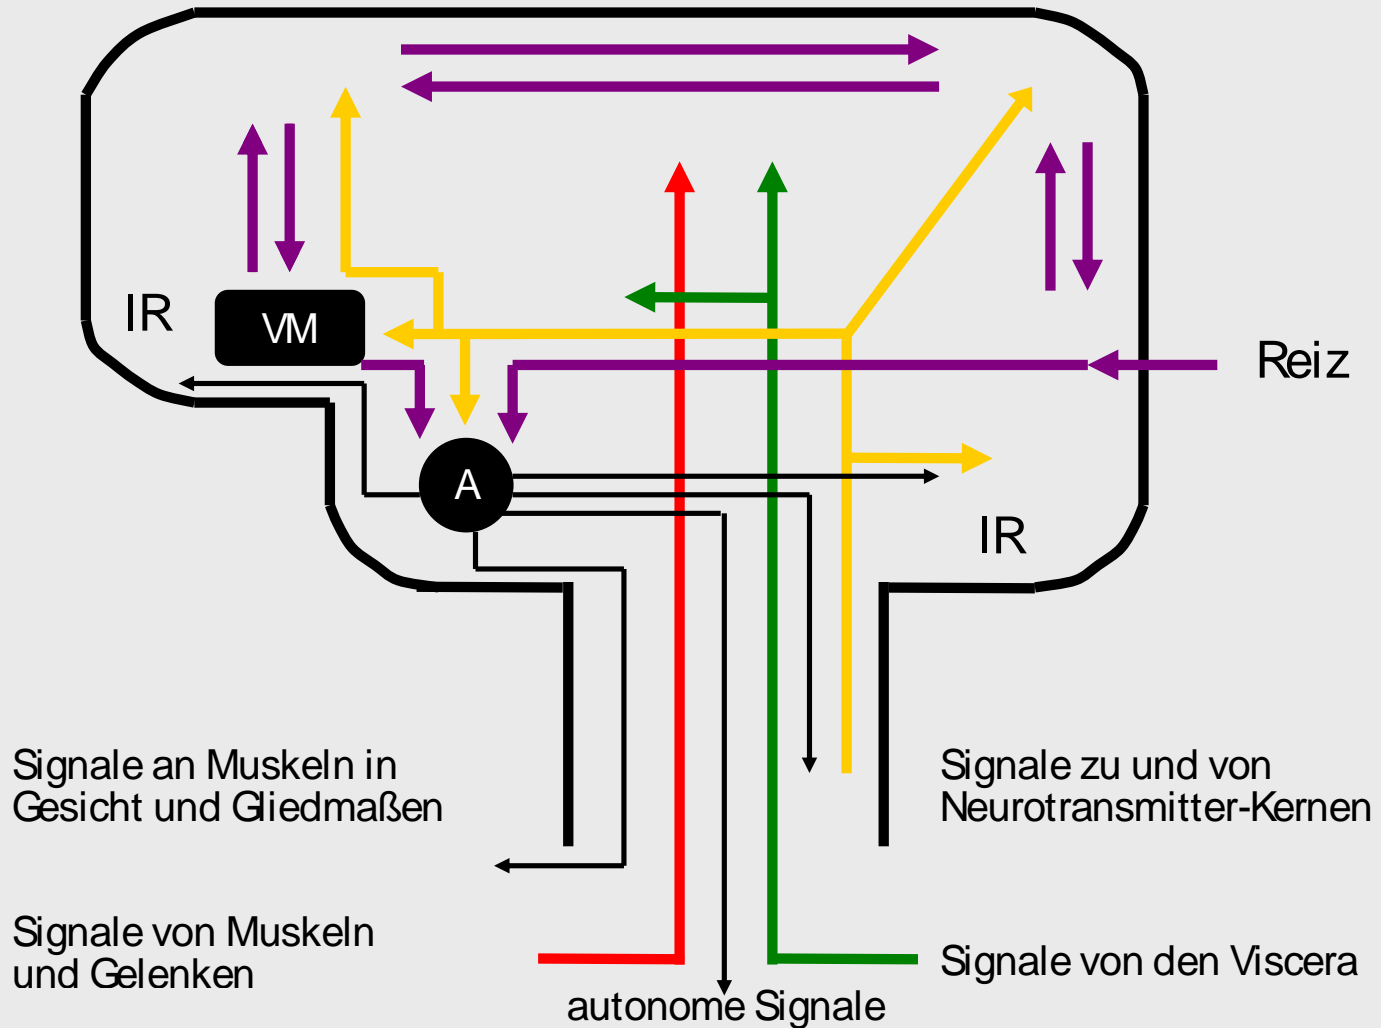 IR
VM
Reiz
A
IR
Signale an Muskeln in
Gesicht und Gliedmaßen
Signale zu und von
Neurotransmitter-Kernen
Signale von Muskeln
und Gelenken
Signale von den Viscera
autonome Signale